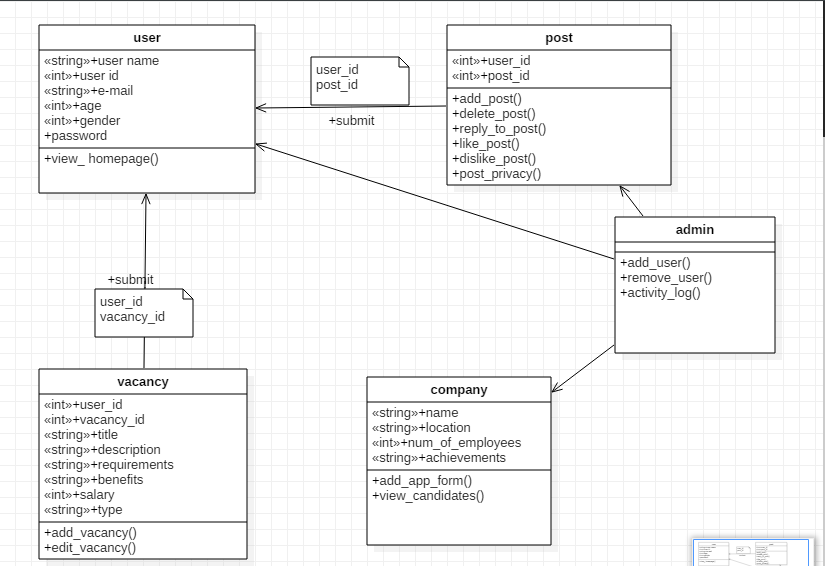 user
«string»+user name
«int»+user id
«string»+e-mail
«int»+age
«int»+gender
+password
+view_ homepage()
user_id
post_id
+submit
post
«int»+user_id
«int»+post_id
+add_post()
+delete_post()
+reply_to_post()
+like_post()
+dislike_post()
+post_privacy()
admin
+add_user()
+remove_user()
+activity_log()
+submit
user_id
vacancy_id
vacancy
«int»+user_id
«int»+vacancy_id
«string»+title
«string»+description
«string»+requirements
«string»+benefits
«int»+salary
«string»+type
+add_vacancy()
+edit_vacancy()
company
«string»+name
«string»+location
«int»+num_of_employees
«string»+achievements
+add_app_form()
+view_candidates()